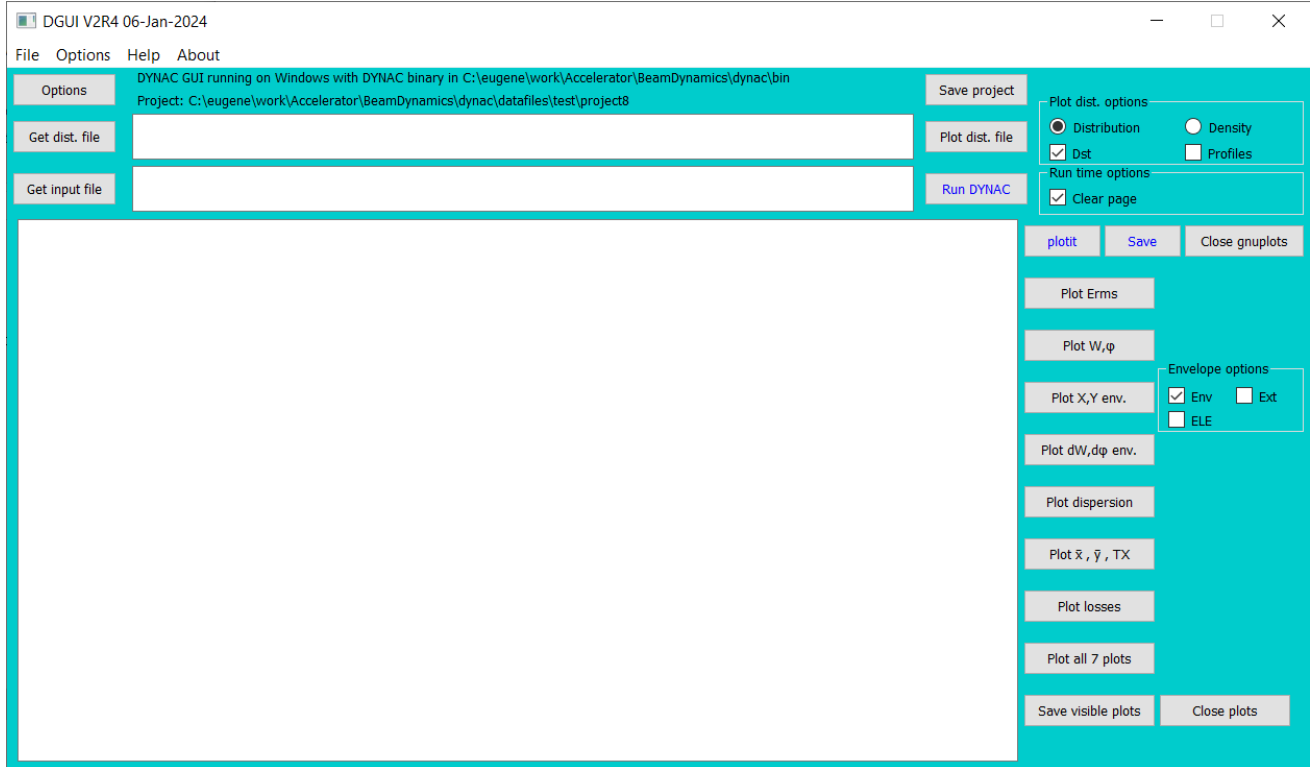 DGUI V2R4 06-Jan-2024
File Options Help About
Options
DYNAC GUI running on Windows with DYNAC binary in C:\eugene\work\Accelerator\BeamDynamics\dynac\bin
Project: C:\eugene\work\Accelerator\BeamDynamics\dynac\datafiles\test\project8
Save project
Plot dist. options
Distribution Density
Dst Profiles
Get dist. file
Plot dist. file
Run time options
Clear page
Get input file
Run DYNAC
plotit Save Close gnuplots
Plot Erms
Plot W,φ
Envelope options
Env Ext
ELE
Plot X,Y env.
Plot dW,dφ env.
Plot dispersion
Plot x̄ , ȳ , TX
Plot losses
Plot all 7 plots
Save visible plots Close plots